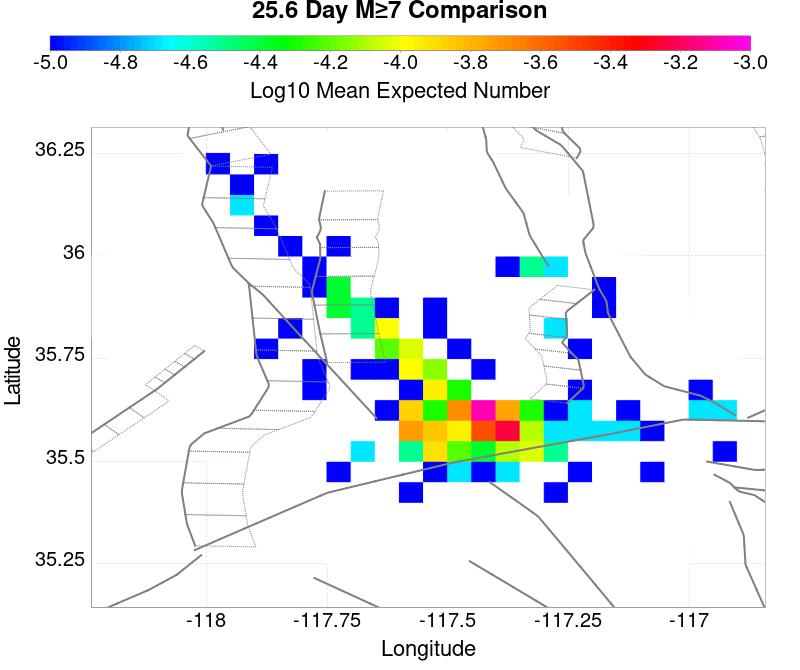 25.6 Day M≥7 Comparison
-5.0 -4.8 -4.6 -4.4 -4.2 -4.0 -3.8 -3.6 -3.4 -3.2 -3.0
Log10 Mean Expected Number
36.25
36
35.75
35.5
35.25
Latitude
-118 -117.75 -117.5 -117.25 -117
Longitude